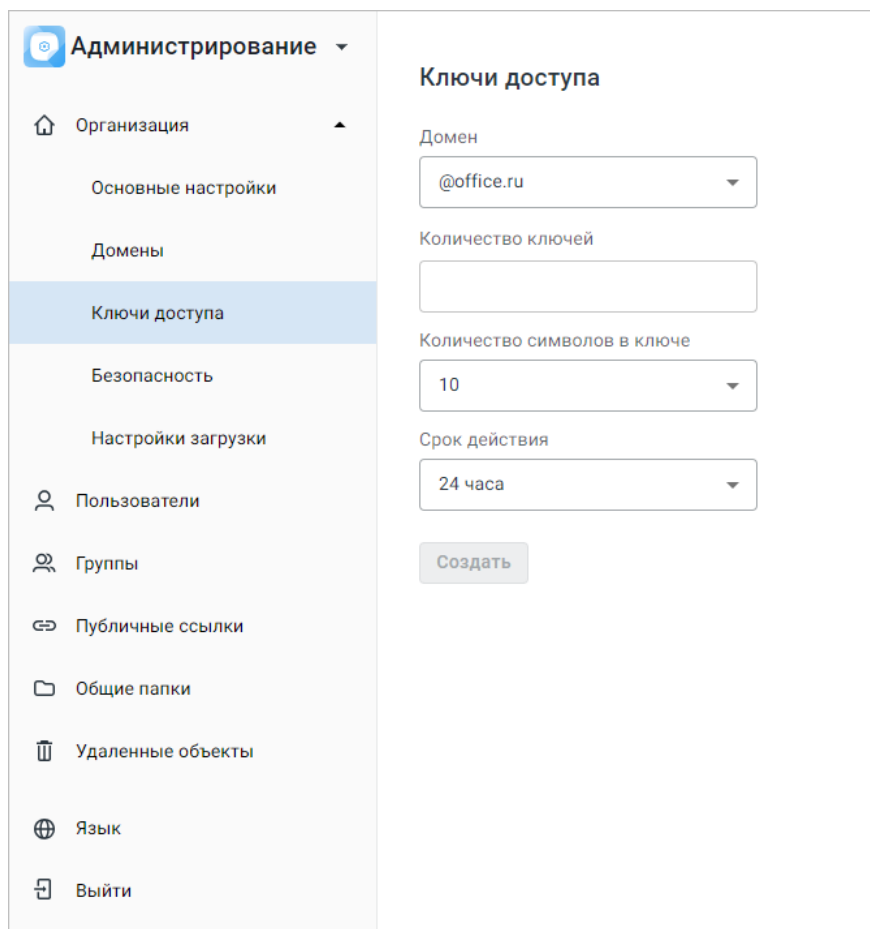 Администрирование
Организация
Основные настройки
Домены
Ключи доступа
Безопасность
Настройки загрузки
Пользователи
Группы
Публичные ссылки
Общие папки
Удаленные объекты
Язык
Выйти
Ключи доступа
Домен
@office.ru
Количество ключей
Количество символов в ключе
10
Срок действия
24 часа
Создать